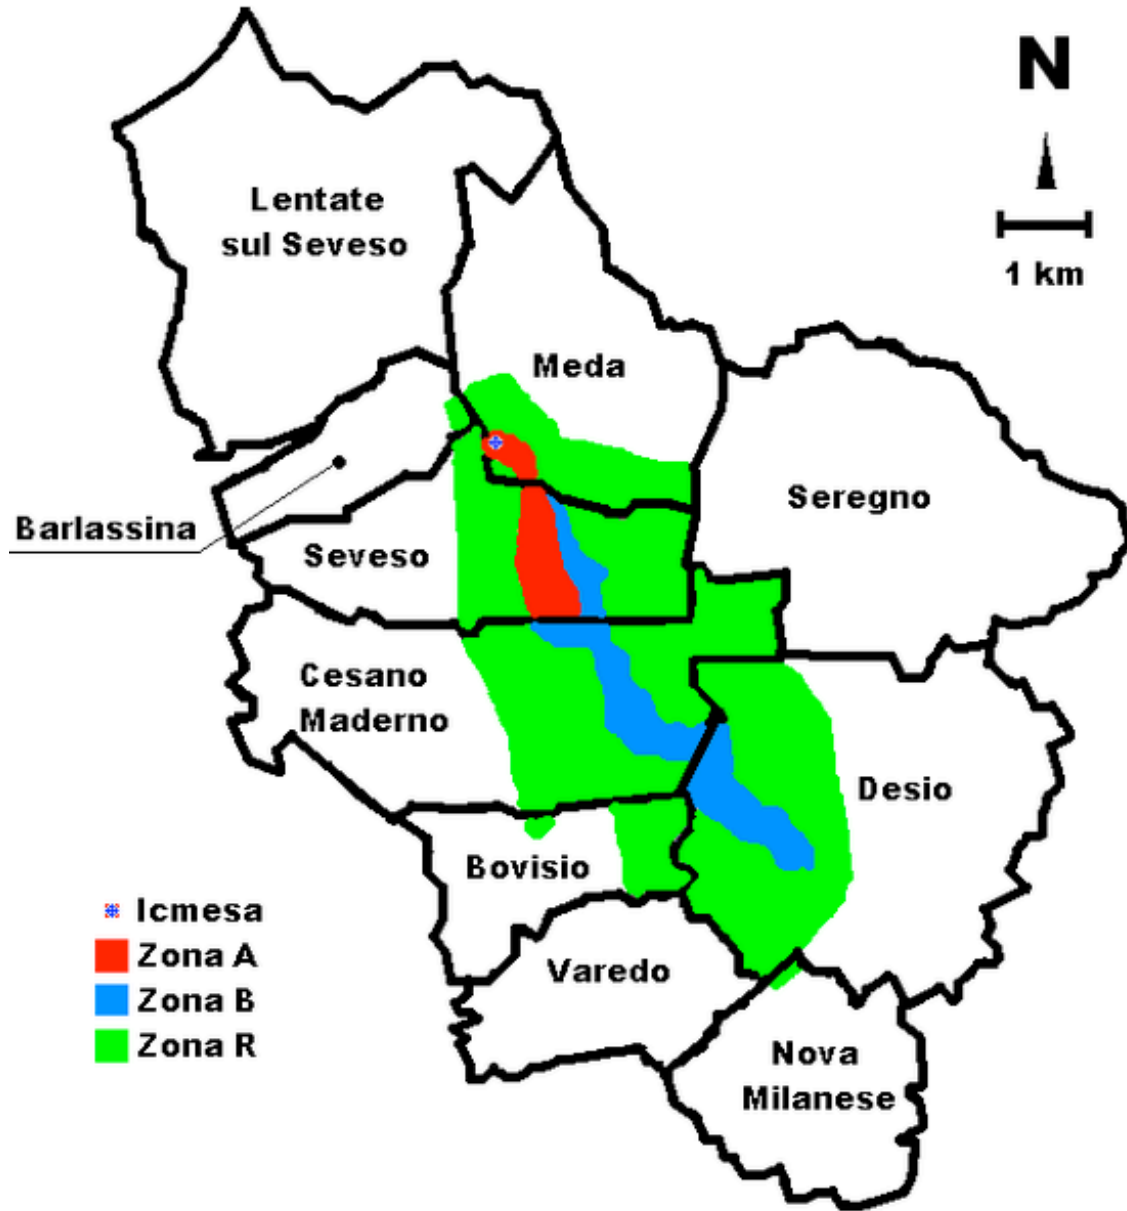 N
1 km
Lentate
sul Seveso
Meda
Seregno
Barlassina
Seveso
Cesano
Maderno
Desio
Bovisio
Varedo
Nova
Milanese
Icmesa
Zona A
Zona B
Zona R